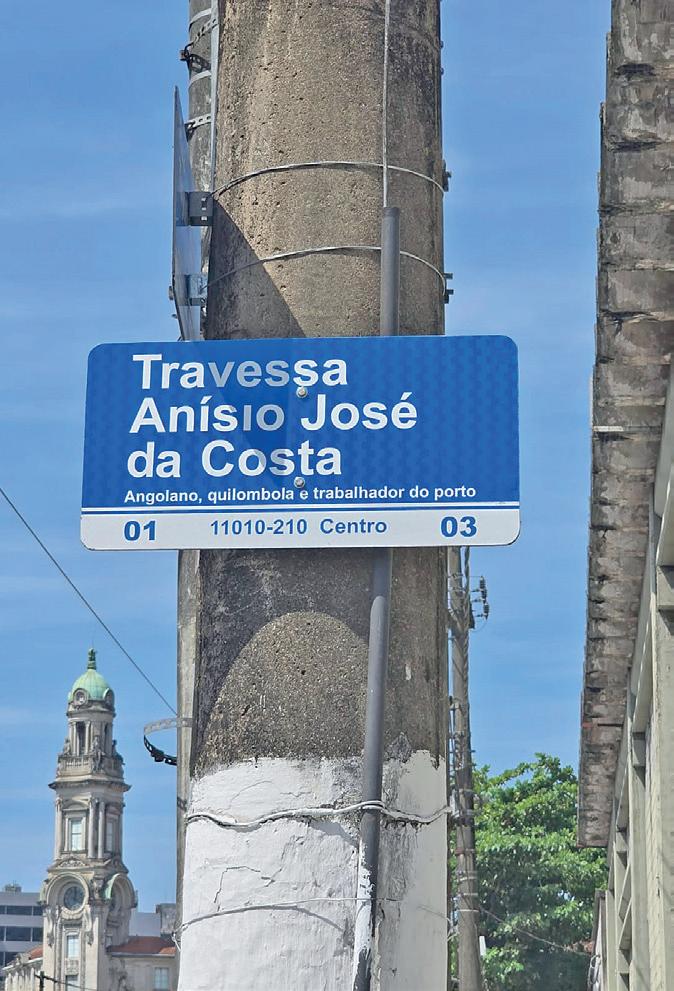 Travessa
Anísio José
da Costa
Angolano, quilombola e trabalhador do porto
01 11010-210 Centro 03